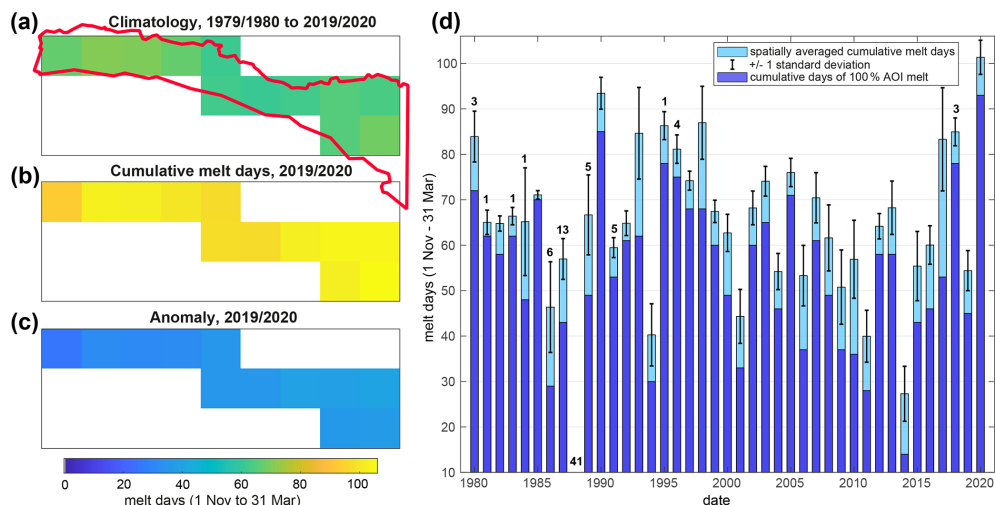 (a)
Climatology, 1979/1980 to 2019/2020
(b)
Cumulative melt days, 2019/2020
(c)
Anomaly, 2019/2020
0 20 40 60 80 100
melt days (1 Nov to 31 Mar)
(d)
spatially averaged cumulative melt days
+/- 1 standard deviation
cumulative days of 100 % AOI melt
melt days (1 Nov - 31 Mar)
100
90
80
70
60
50
40
30
20
10
3
1
1
1
6
13
41
5
5
1
4
3
1980 1985 1990 1995 2000 2005 2010 2015 2020
date